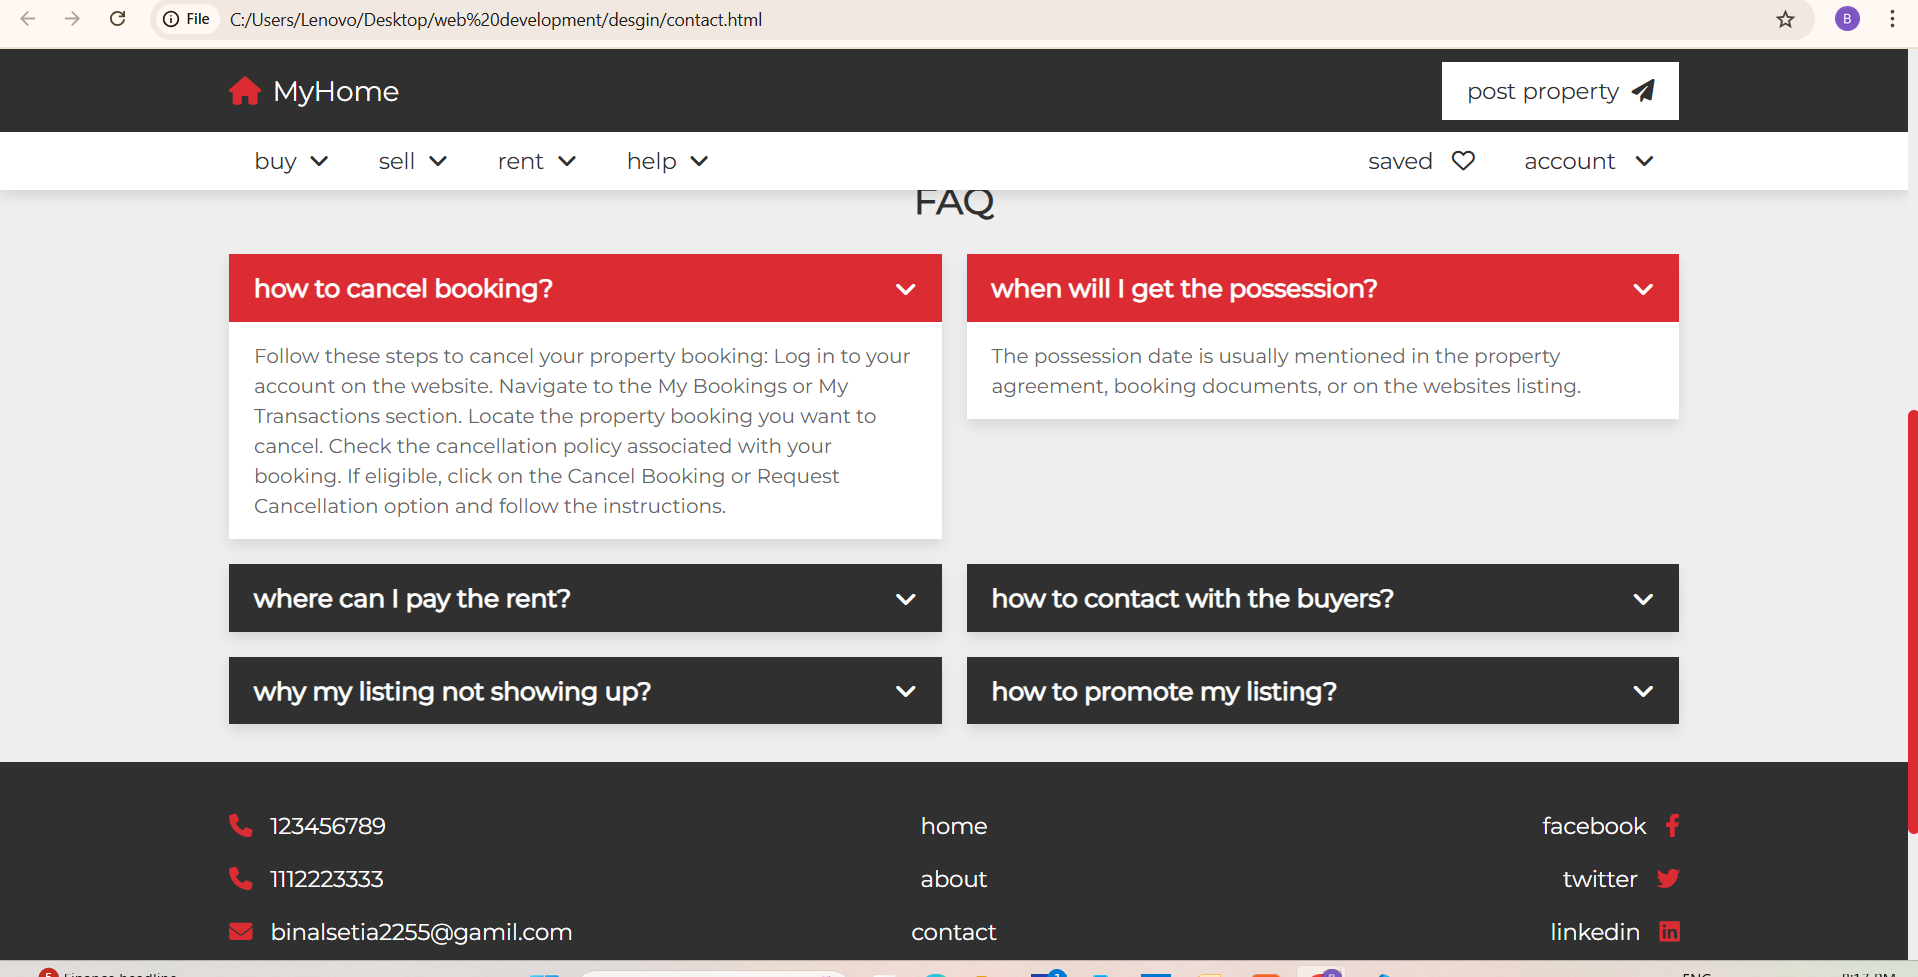 File C:/Users/Lenovo/Desktop/web%20development/desgin/contact.html
B
MyHome
post property
buy sell rent help saved account
FAQ
how to cancel booking?
Follow these steps to cancel your property booking: Log in to your
account on the website. Navigate to the My Bookings or My
Transactions section. Locate the property booking you want to
cancel. Check the cancellation policy associated with your
booking. If eligible, click on the Cancel Booking or Request
Cancellation option and follow the instructions.
when will I get the possession?
The possession date is usually mentioned in the property
agreement, booking documents, or on the websites listing.
where can I pay the rent?
how to contact with the buyers?
why my listing not showing up?
how to promote my listing?
123456789
1112223333
binalsetia2255@gamil.com
home
about
contact
facebook
twitter
linkedin